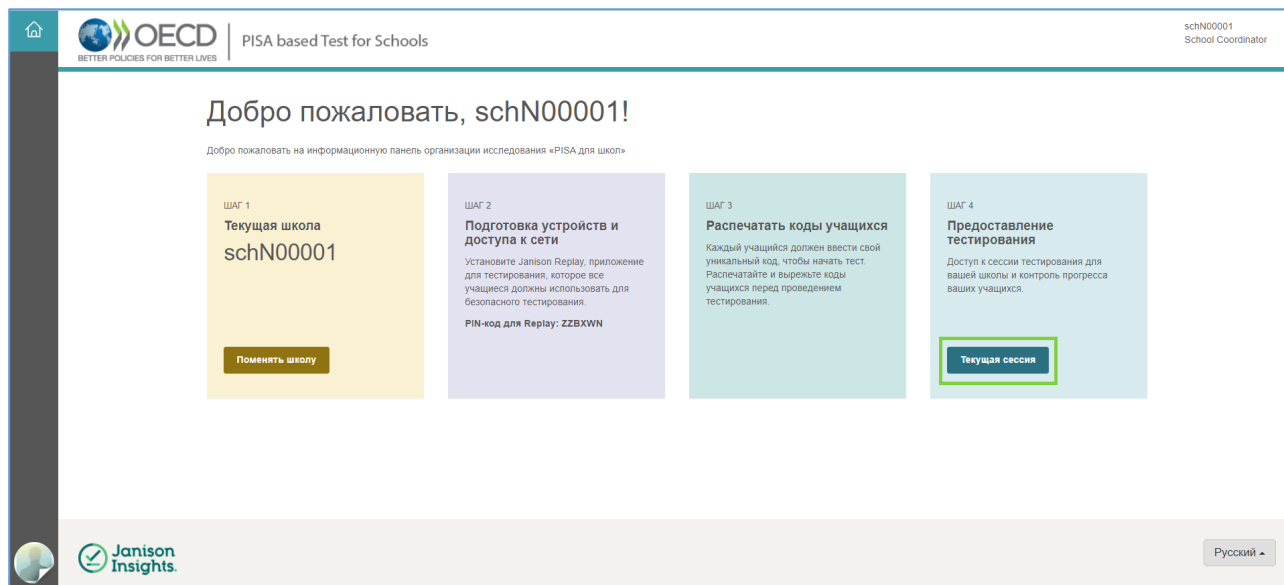 OECD
BETTER POLICIES FOR BETTER LIVES
PISA based Test for Schools
schN00001
School Coordinator
Добро пожаловать, schN00001!
Добро пожаловать на информационную панель организации исследования «PISA для школ»
ШАГ 1
Текущая школа
schN00001
Поменять школу
ШАГ 2
Подготовка устройств и
доступа к сети
Установите Janison Replay, приложение
для тестирования, которое все
учащиеся должны использовать для
безопасного тестирования.
PIN-код для Replay: ZZBXWN
ШАГ 3
Распечатать коды учащихся
Каждый учащийся должен ввести свой
уникальный код, чтобы начать тест.
Распечатайте и вырежьте коды
учащихся перед проведением
тестирования.
ШАГ 4
Предоставление
тестирования
Доступ к сессии тестирования для
вашей школы и контроль прогресса
ваших учащихся.
Текущая сессия
Janison
Insights.
Русский